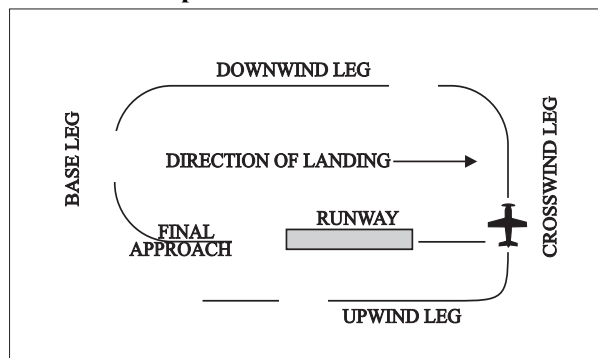 DOWNWIND LEG
BASE LEG
CROSSWIND LEG
DIRECTION OF LANDING
RUNWAY
FINAL
APPROACH
UPWIND LEG